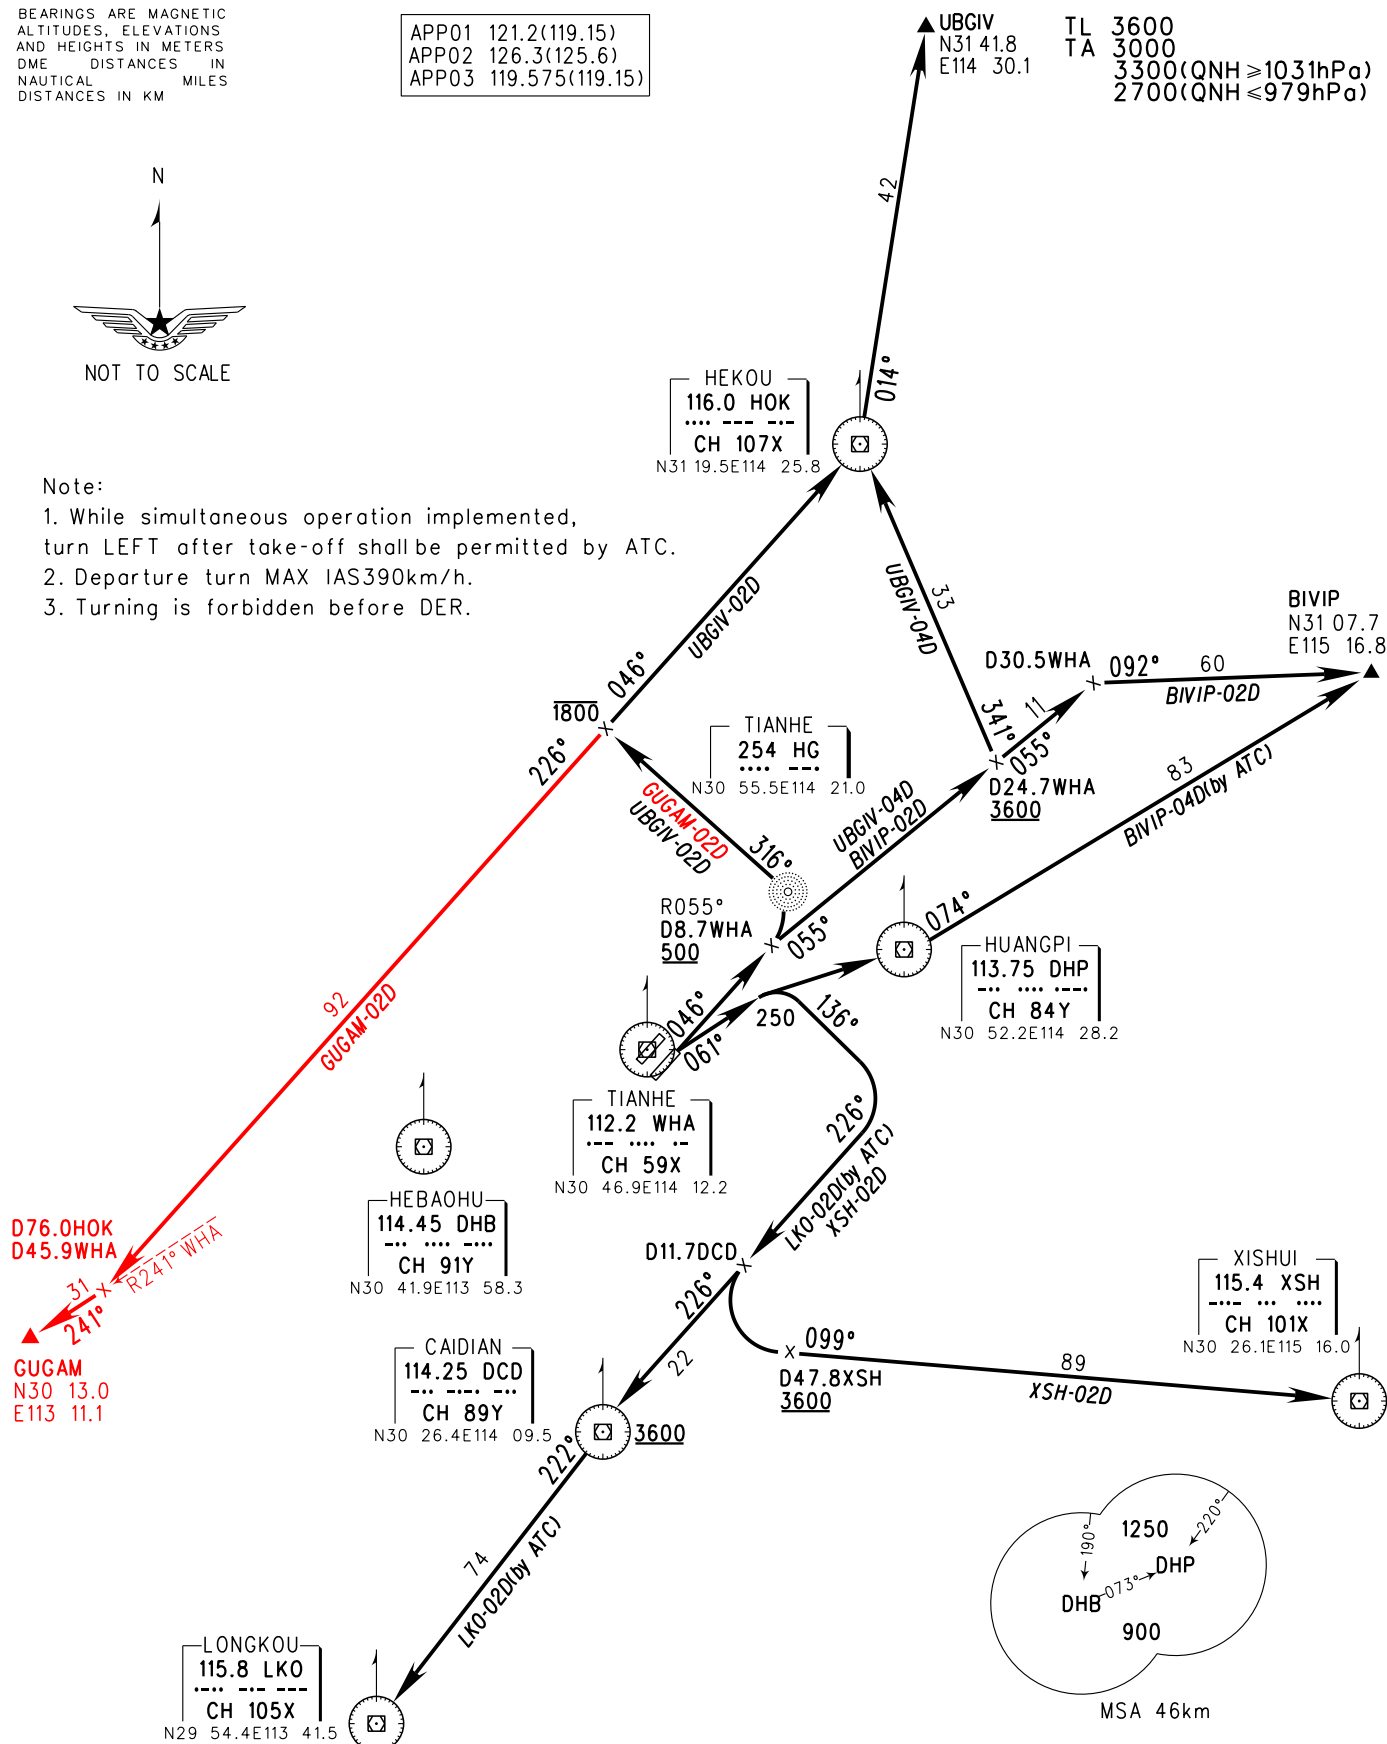 BEARINGS ARE MAGNETIC
ALTITUDES, ELEVATIONS
AND HEIGHTS IN METERS
DME DISTANCES IN
NAUTICAL MILES
DISTANCES IN KM
APP01 121.2(119.15)
APP02 126.3(125.6)
APP03 119.575(119.15)
UBGIV
N31 41.8
E114 30.1
TL 3600
TA 3000
3300(QNH ≥1031hPa)
2700(QNH ≤979hPa)
N
NOT TO SCALE
42
014°
HEKOU
116.0 HOK
CH 107X
N31 19.5E114 25.8
Note:
1. While simultaneous operation implemented,
turn LEFT after take-off shall be permitted by ATC.
2. Departure turn MAX IAS390km/h.
3. Turning is forbidden before DER.
UBGIV-02D
046°
1800
226°
UBGIV-04D
33
341°
D30.5WHA
092°
60
BIVIP-02D
BIVIP
N31 07.7
E115 16.8
11
055°
D24.7WHA
3600
83
BIVIP-04D(by ATC)
TIANHE
254 HG
N30 55.5E114 21.0
GUGAM-02D
UBGIV-02D
316°
UBGIV-04D
BIVIP-02D
R055°
D8.7WHA
500
055°
074°
HUANGPI
113.75 DHP
CH 84Y
N30 52.2E114 28.2
046°
061°
250
136°
92
GUGAM-02D
TIANHE
112.2 WHA
CH 59X
N30 46.9E114 12.2
226°
LKO-02D(by ATC)
XSH-02D
HEBAOHU
114.45 DHB
CH 91Y
N30 41.9E113 58.3
D76.0HOK
D45.9WHA
R241° WHA
31
241°
GUGAM
N30 13.0
E113 11.1
D11.7DCD
226°
22
099°
D47.8XSH
3600
89
XSH-02D
XISHUI
115.4 XSH
CH 101X
N30 26.1E115 16.0
CAIDIAN
114.25 DCD
CH 89Y
N30 26.4E114 09.5
3600
222°
74
LKO-02D(by ATC)
LONGKOU
115.8 LKO
CH 105X
N29 54.4E113 41.5
190°
1250
220°
DHP
073°
DHB
900
MSA 46km